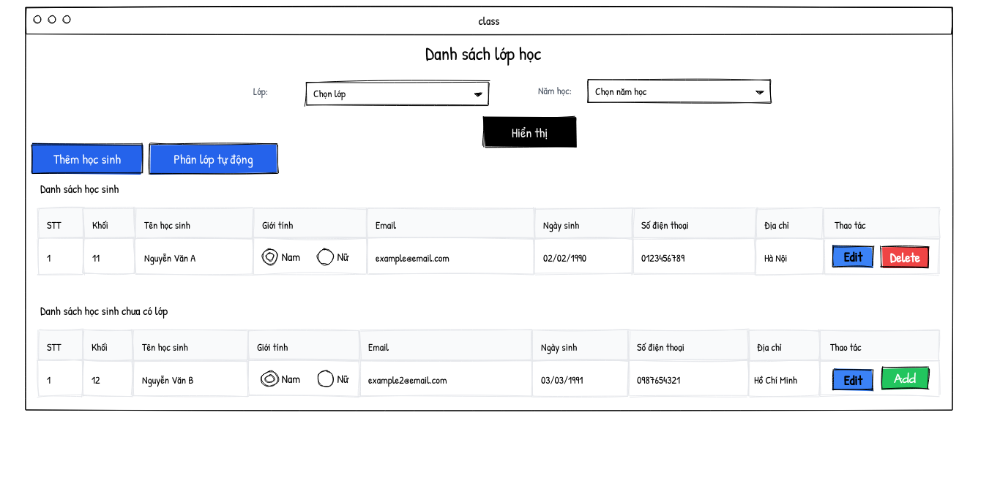 class
Danh sách lớp học
Lớp: Chọn lớp Năm học: Chọn năm học
Hiển thị
Thêm học sinh Phân lớp tự động
Danh sách học sinh
STT Khối Tên học sinh Giới tính Email Ngày sinh Số điện thoại Địa chỉ Thao tác
1 11 Nguyễn Văn A Nam Nữ example@email.com 02/02/1990 0123456789 Hà Nội Edit Delete
Danh sách học sinh chưa có lớp
STT Khối Tên học sinh Giới tính Email Ngày sinh Số điện thoại Địa chỉ Thao tác
1 12 Nguyễn Văn B Nam Nữ example2@email.com 03/03/1991 0987654321 Hồ Chí Minh Edit Add